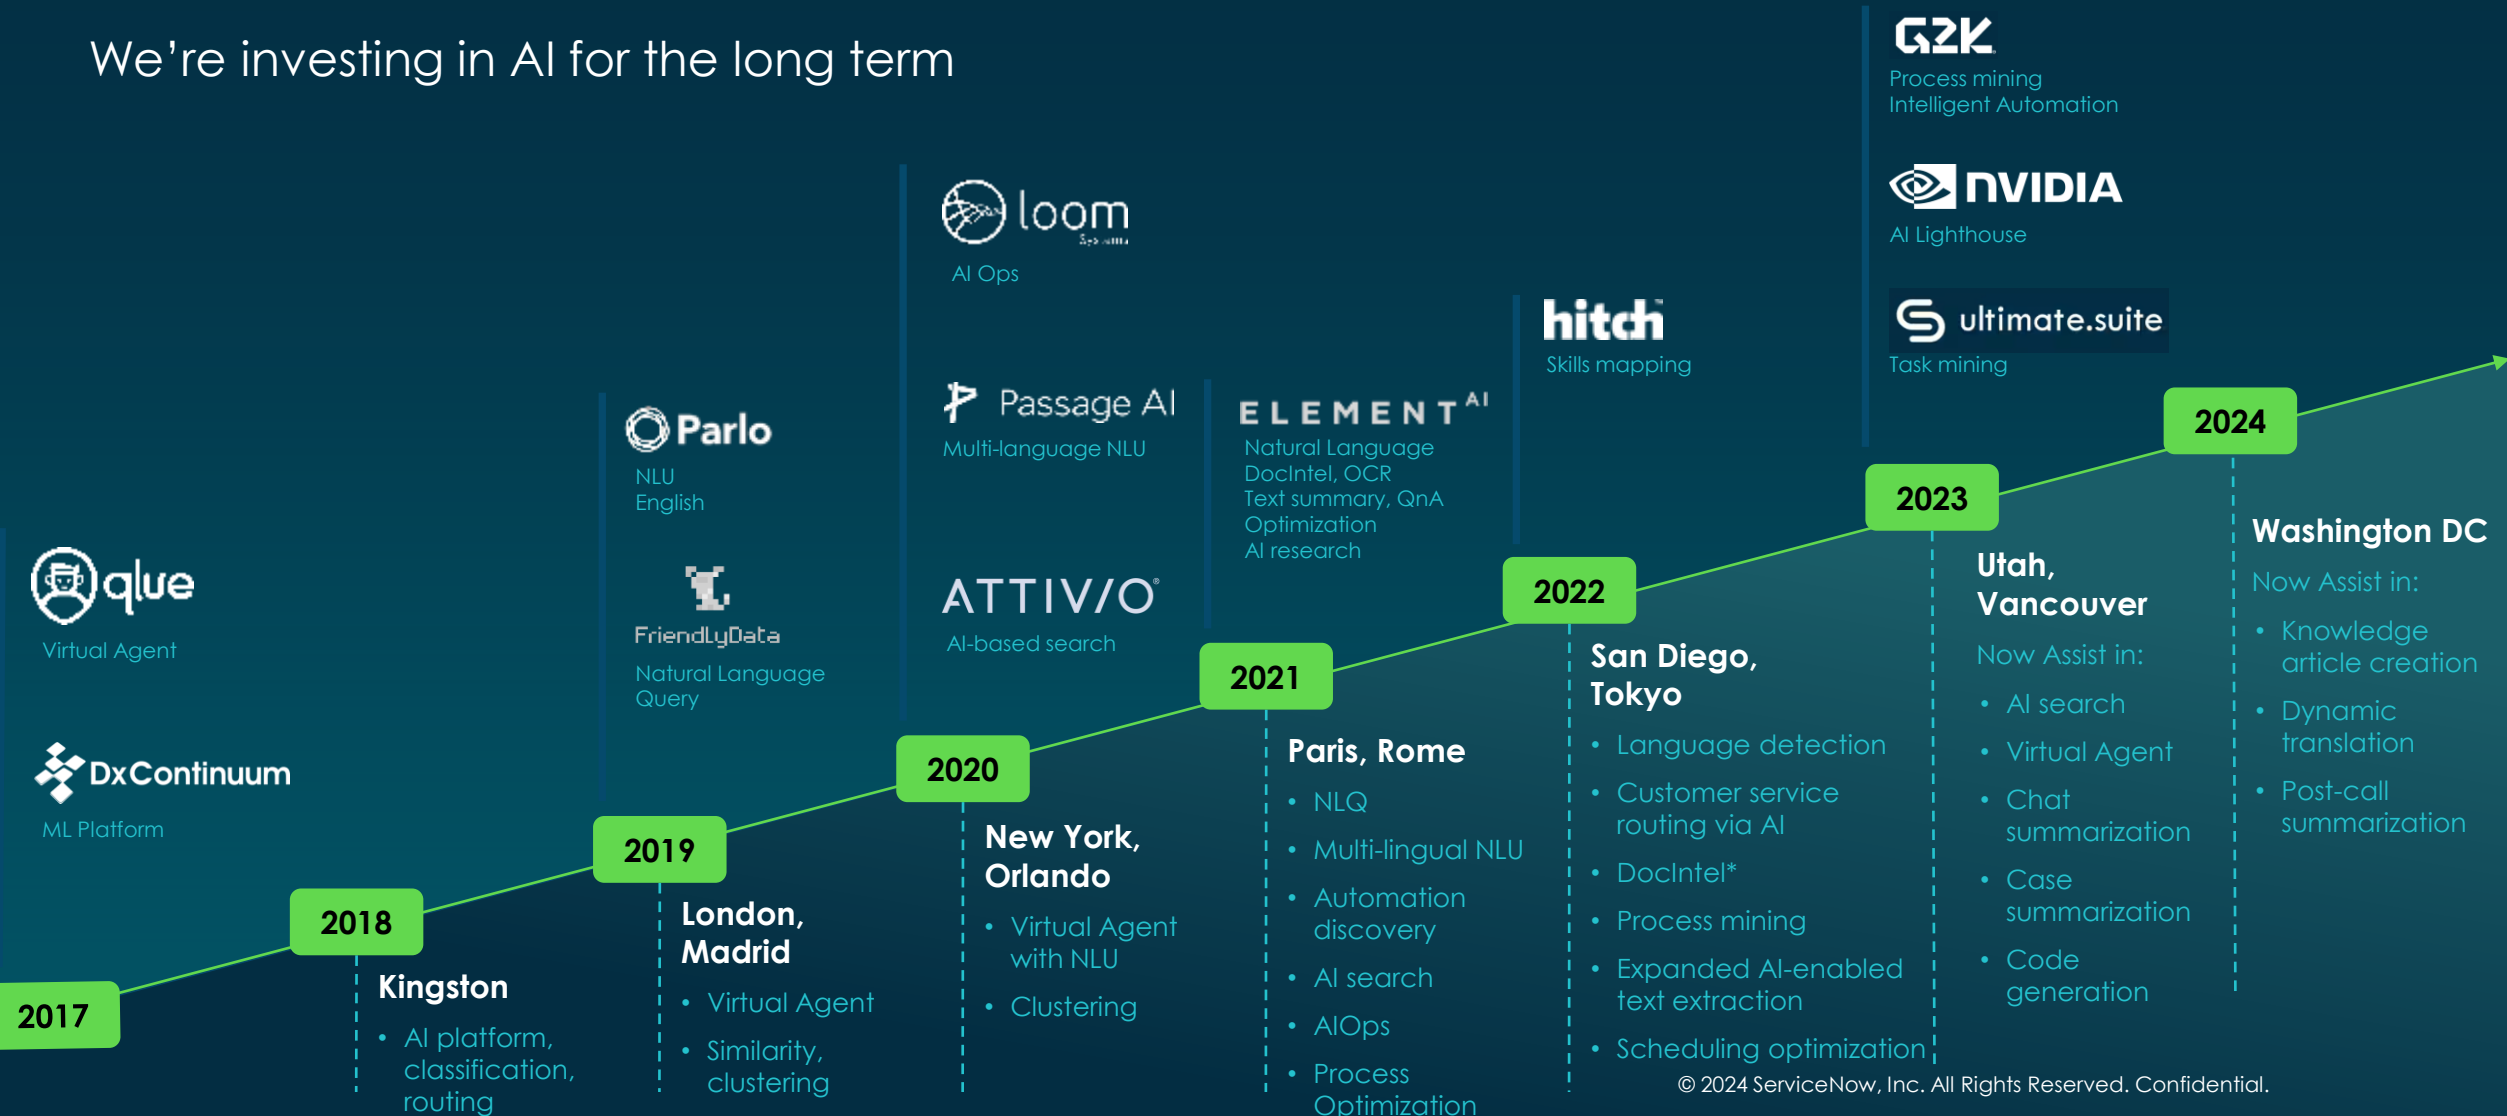 We're investing in AI for the long term
qlue
Virtual Agent
DxContinuum
ML Platform
2017
2018
Kingston
• AI platform,
classification,
routing
Parlo
NLU
English
FriendLyData
Natural Language
Query
2019
London,
Madrid
• Virtual Agent
• Similarity,
clustering
loom
Systems
AI Ops
Passage AI
Multi-language NLU
ATTIV/O®
AI-based search
2020
New York,
Orlando
• Virtual Agent
with NLU
• Clustering
ELEMENT AI
Natural Language
DocIntel, OCR
Text summary, QnA
Optimization
AI research
2021
Paris, Rome
• NLQ
• Multi-lingual NLU
• Automation
discovery
• AI search
• AIOps
• Process
Optimization
hitch
Skills mapping
2022
San Diego,
Tokyo
• Language detection
• Customer service
routing via AI
• DocIntel*
• Process mining
• Expanded AI-enabled
text extraction
• Scheduling optimization
G2K
Process mining
Intelligent Automation
NVIDIA
AI Lighthouse
ultimate.suite
Task mining
2023
Utah,
Vancouver
Now Assist in:
• AI search
• Virtual Agent
• Chat
summarization
• Case
summarization
• Code
generation
2024
Washington DC
Now Assist in:
• Knowledge
article creation
• Dynamic
translation
• Post-call
summarization
© 2024 ServiceNow, Inc. All Rights Reserved. Confidential.